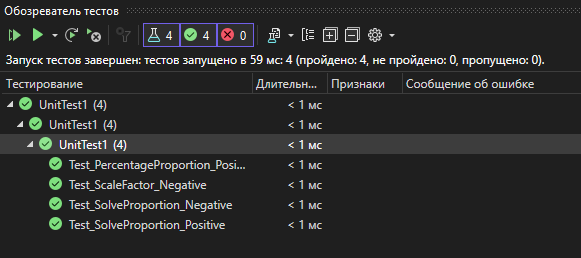 Обозреватель тестов
4 4 0
Запуск тестов завершен: тестов запущено в 59 мс: 4 (пройдено: 4, не пройдено: 0, пропущено: 0).
Тестирование Длительн... Признаки Сообщение об ошибке
UnitTest1 (4) < 1 мс
UnitTest1 (4) < 1 мс
UnitTest1 (4) < 1 мс
Test_PercentageProportion_Posi... < 1 мс
Test_ScaleFactor_Negative < 1 мс
Test_SolveProportion_Negative < 1 мс
Test_SolveProportion_Positive < 1 мс